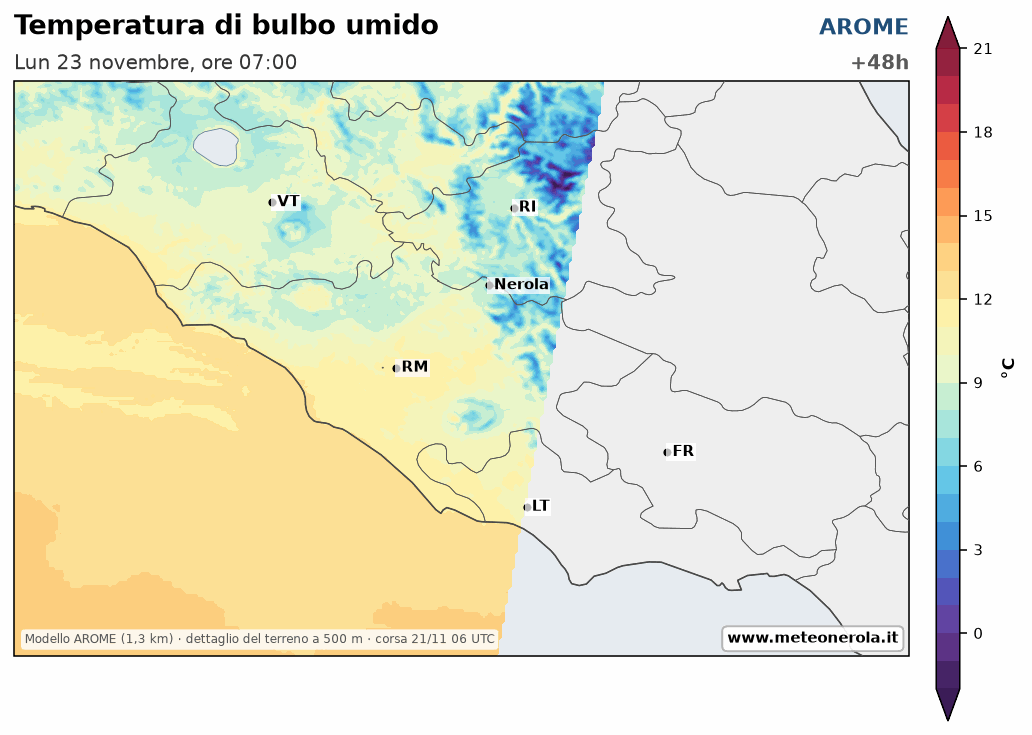 Temperatura di bulbo umido
AROME
Lun 23 novembre, ore 07:00
+48h
VT
RI
Nerola
RM
FR
LT
Modello AROME (1,3 km) · dettaglio del terreno a 500 m · corsa 21/11 06 UTC
www.meteonerola.it
21
18
15
12
9
6
3
0
°C